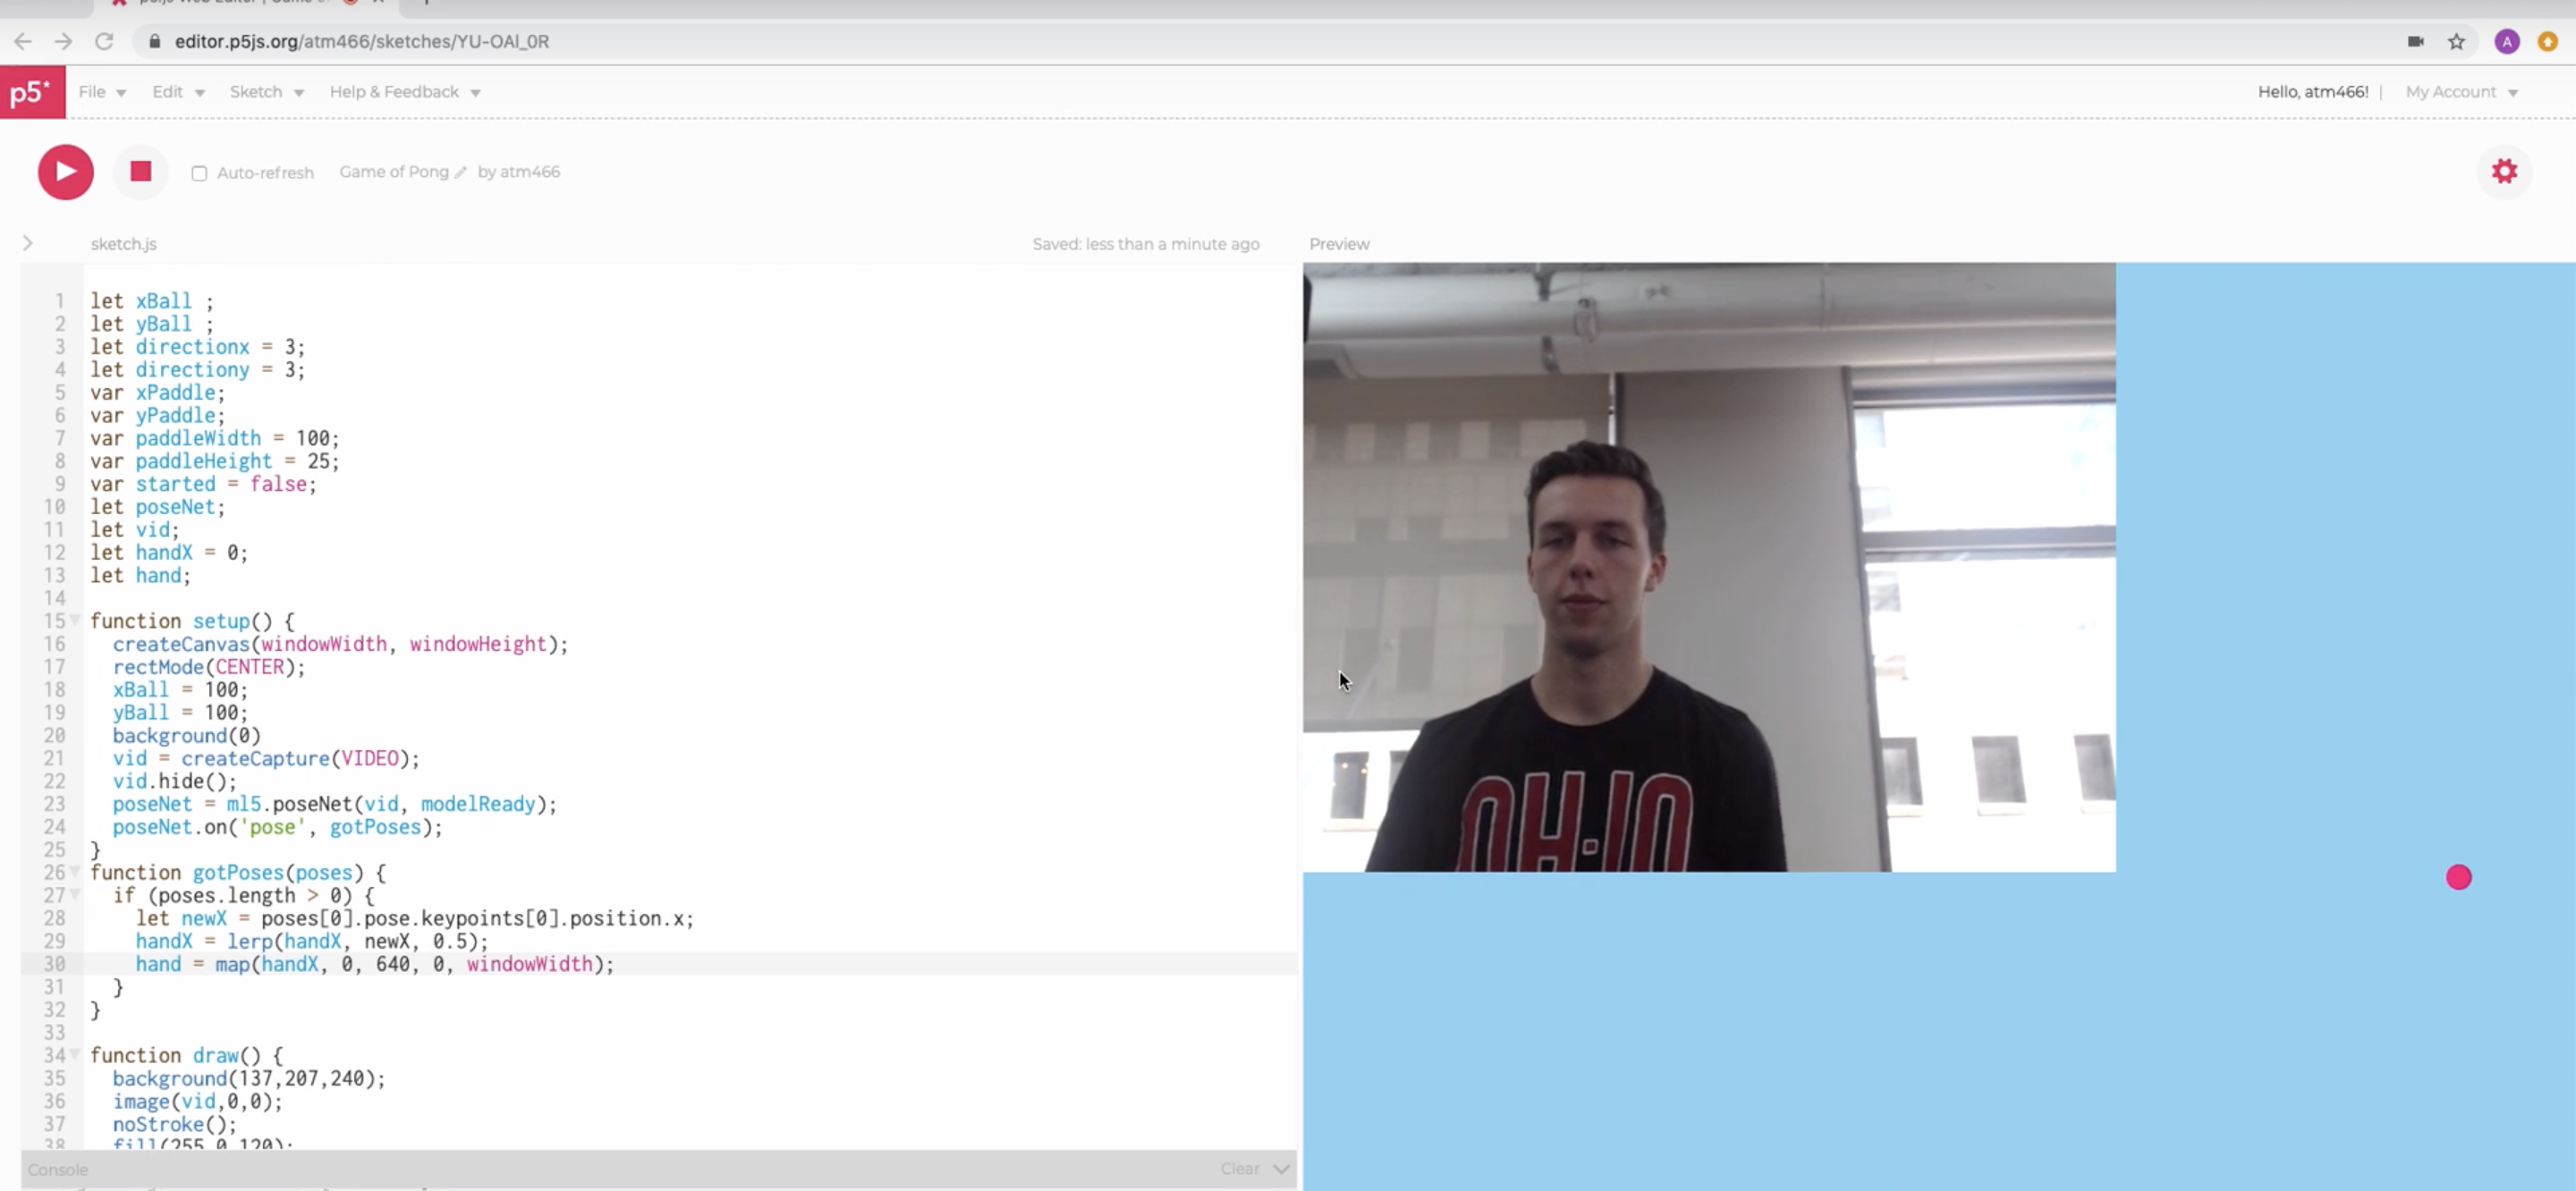 p5js Web Editor | Game
editor.p5js.org/atm466/sketches/YU-OAl_0R
A
p5* File Edit Sketch Help & Feedback Hello, atm466! | My Account
Auto-refresh Game of Pong by atm466
sketch.js Saved: less than a minute ago Preview
1 let xBall ;
2 let yBall ;
3 let directionx = 3;
4 let directiony = 3;
5 var xPaddle;
6 var yPaddle;
7 var paddleWidth = 100;
8 var paddleHeight = 25;
9 var started = false;
10 let poseNet;
11 let vid;
12 let handX = 0;
13 let hand;
14
15 function setup() {
16 createCanvas(windowWidth, windowHeight);
17 rectMode(CENTER);
18 xBall = 100;
19 yBall = 100;
20 background(0)
21 vid = createCapture(VIDEO);
22 vid.hide();
23 poseNet = ml5.poseNet(vid, modelReady);
24 poseNet.on('pose', gotPoses);
25 }
26 function gotPoses(poses) {
27 if (poses.length > 0) {
28 let newX = poses[0].pose.keypoints[0].position.x;
29 handX = lerp(handX, newX, 0.5);
30 hand = map(handX, 0, 640, 0, windowWidth);
31 }
32 }
33
34 function draw() {
35 background(137,207,240);
36 image(vid,0,0);
37 noStroke();
38 fill(255,0,120);
Console Clear
OH·IO